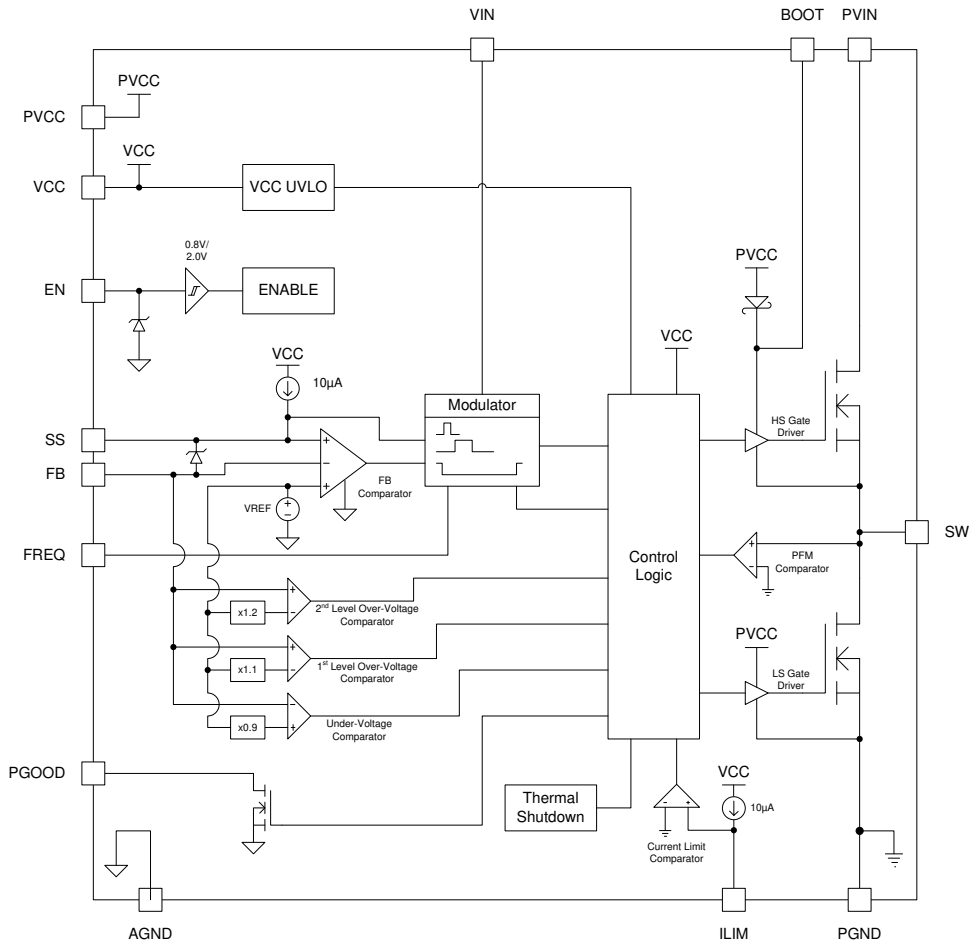 VIN
BOOT
PVIN
PVCC
PVCC
VCC
VCC
VCC UVLO
0.8V/
2.0V
EN
ENABLE
PVCC
VCC
10µA
VCC
Modulator
SS
FB
+
−
+
FB
Comparator
VREF
+
−
HS Gate
Driver
FREQ
Control
Logic
+
−
PFM
Comparator
SW
x1.2
+
−
2nd Level Over-Voltage
Comparator
x1.1
+
−
1st Level Over-Voltage
Comparator
PVCC
LS Gate
Driver
x0.9
−
+
Under-Voltage
Comparator
PGOOD
Thermal
Shutdown
VCC
10µA
-
+
Current Limit
Comparator
AGND
ILIM
PGND